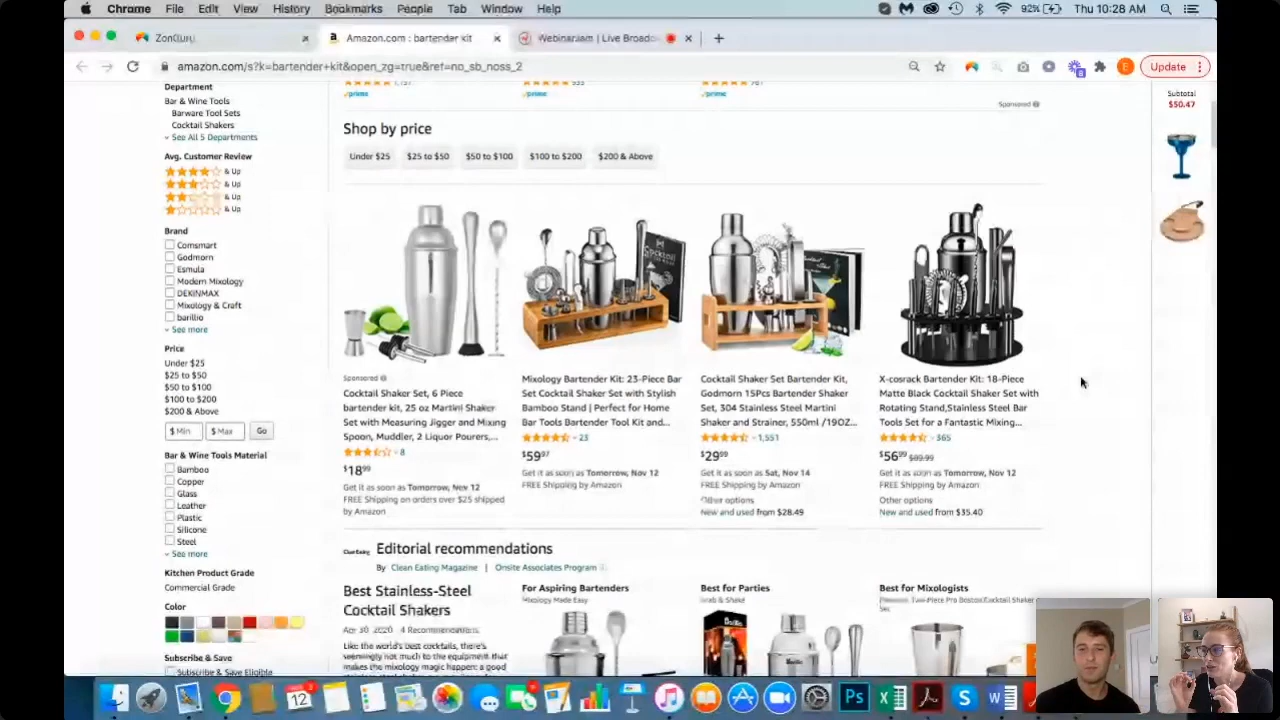 Chrome File Edit View History Bookmarks People Tab Window Help 92% Thu 10:28 AM
ZonGuru Amazon.com : bartender kit WebinarJam | Live Broadc
amazon.com/s?k=bartender+kit&open_zg=true&ref=nb_sb_noss_2 Update
Department
Bar & Wine Tools
Barware Tool Sets
Cocktail Shakers
See All 5 Departments
Avg. Customer Review
& Up
& Up
& Up
& Up
Brand
Comsmart
Godmorn
Esmula
Modern Mixology
DEKINMAX
Mixology & Craft
barillio
See more
Price
Under $25
$25 to $50
$50 to $100
$100 to $200
$200 & Above
$ Min $ Max Go
Bar & Wine Tools Material
Bamboo
Copper
Glass
Leather
Plastic
Silicone
Steel
See more
Kitchen Product Grade
Commercial Grade
Color
Subscribe & Save
Subscribe & Save Eligible
prime prime prime
Sponsored
Shop by price
Under $25 $25 to $50 $50 to $100 $100 to $200 $200 & Above
Sponsored
Cocktail Shaker Set, 6 Piece
bartender kit, 25 oz Martini Shaker
Set with Measuring Jigger and Mixing
Spoon, Muddler, 2 Liquor Pourers,...
8
$18.99
Get it as soon as Tomorrow, Nov 12
FREE Shipping on orders over $25 shipped
by Amazon
Cocktail
Mixology Bartender Kit: 23-Piece Bar
Set Cocktail Shaker Set with Stylish
Bamboo Stand | Perfect for Home
Bar Tools Bartender Tool Kit and...
23
$59.97
Get it as soon as Tomorrow, Nov 12
FREE Shipping by Amazon
Cocktail Shaker Set Bartender Kit,
Godmorn 15Pcs Bartender Shaker
Set, 304 Stainless Steel Martini
Shaker and Strainer, 550ml /19OZ...
1,551
$29.99
Get it as soon as Sat, Nov 14
FREE Shipping by Amazon
Other options
New and used from $28.49
X-cosrack Bartender Kit: 18-Piece
Matte Black Cocktail Shaker Set with
Rotating Stand,Stainless Steel Bar
Tools Set for a Fantastic Mixing...
365
$56.99 $89.99
Get it as soon as Tomorrow, Nov 12
FREE Shipping by Amazon
Other options
New and used from $35.40
Editorial recommendations
By Clean Eating Magazine | Onsite Associates Program
Best Stainless-Steel
Cocktail Shakers
Apr 30, 2020 4 Recommendations
Like the world's best cocktails, there's
seemingly not much to the equipment that
makes the mixology magic happen: a good
For Aspiring Bartenders
Mixology Made Easy
Best for Parties
Grab & Shake
Best for Mixologists
Subtotal
$50.47
12